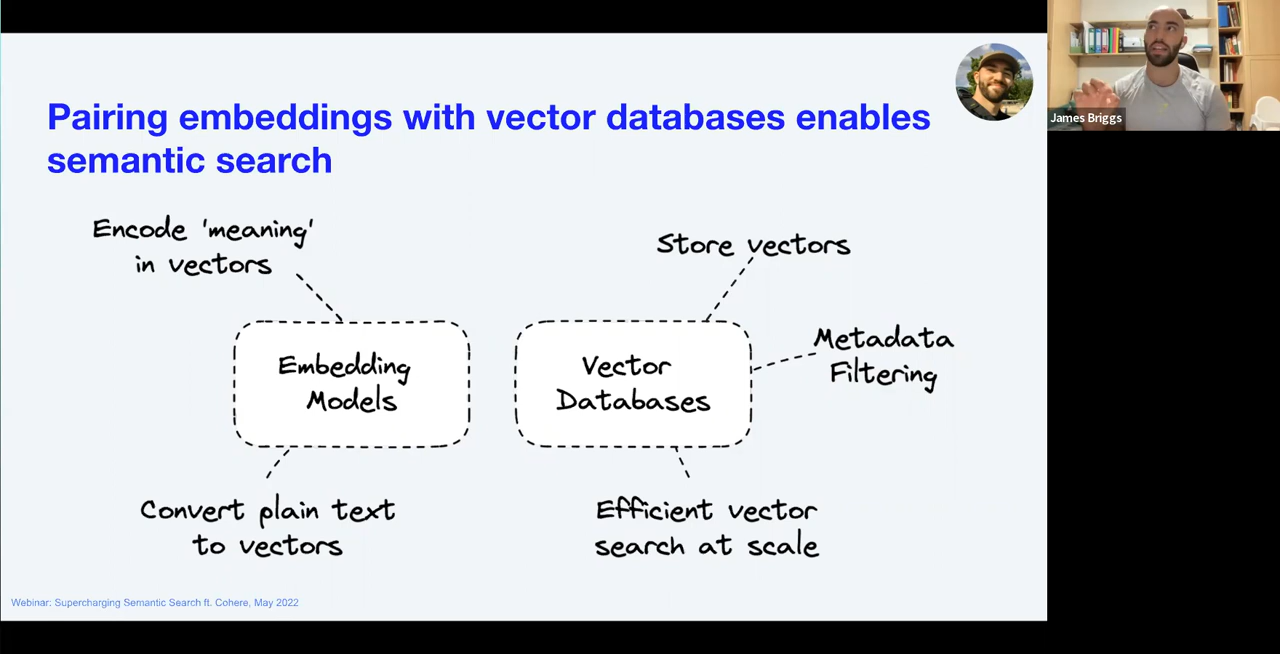 Pairing embeddings with vector databases enables
semantic search
James Briggs
Encode 'meaning'
in vectors
Store vectors
Metadata
Filtering
Embedding
Models
Vector
Databases
Convert plain text
to vectors
Efficient vector
search at scale
Webinar: Supercharging Semantic Search ft. Cohere, May 2022